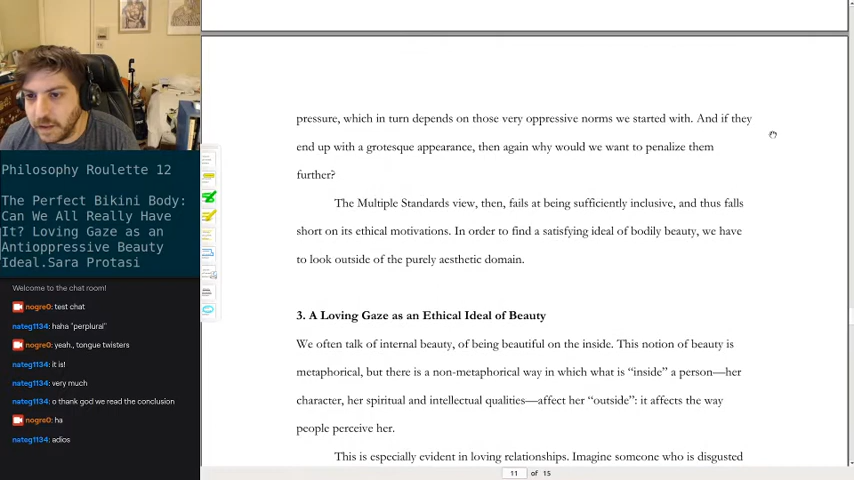 Philosophy Roulette 12
The Perfect Bikini Body:
Can We All Really Have
It? Loving Gaze as an
Antioppressive Beauty
Ideal.Sara Protasi
Welcome to the chat room!
nogre0: test chat
nateg1134: haha "perplural"
nogre0: yeah., tongue twisters
nateg1134: it is!
nateg1134: very much
nateg1134: o thank god we read the conclusion
nogre0: ha
nateg1134: adios
pressure, which in turn depends on those very oppressive norms we started with. And if they
end up with a grotesque appearance, then again why would we want to penalize them
further?
The Multiple Standards view, then, fails at being sufficiently inclusive, and thus falls
short on its ethical motivations. In order to find a satisfying ideal of bodily beauty, we have
to look outside of the purely aesthetic domain.
3. A Loving Gaze as an Ethical Ideal of Beauty
We often talk of internal beauty, of being beautiful on the inside. This notion of beauty is
metaphorical, but there is a non-metaphorical way in which what is “inside” a person—her
character, her spiritual and intellectual qualities—affect her “outside”: it affects the way
people perceive her.
This is especially evident in loving relationships. Imagine someone who is disgusted
11 of 15